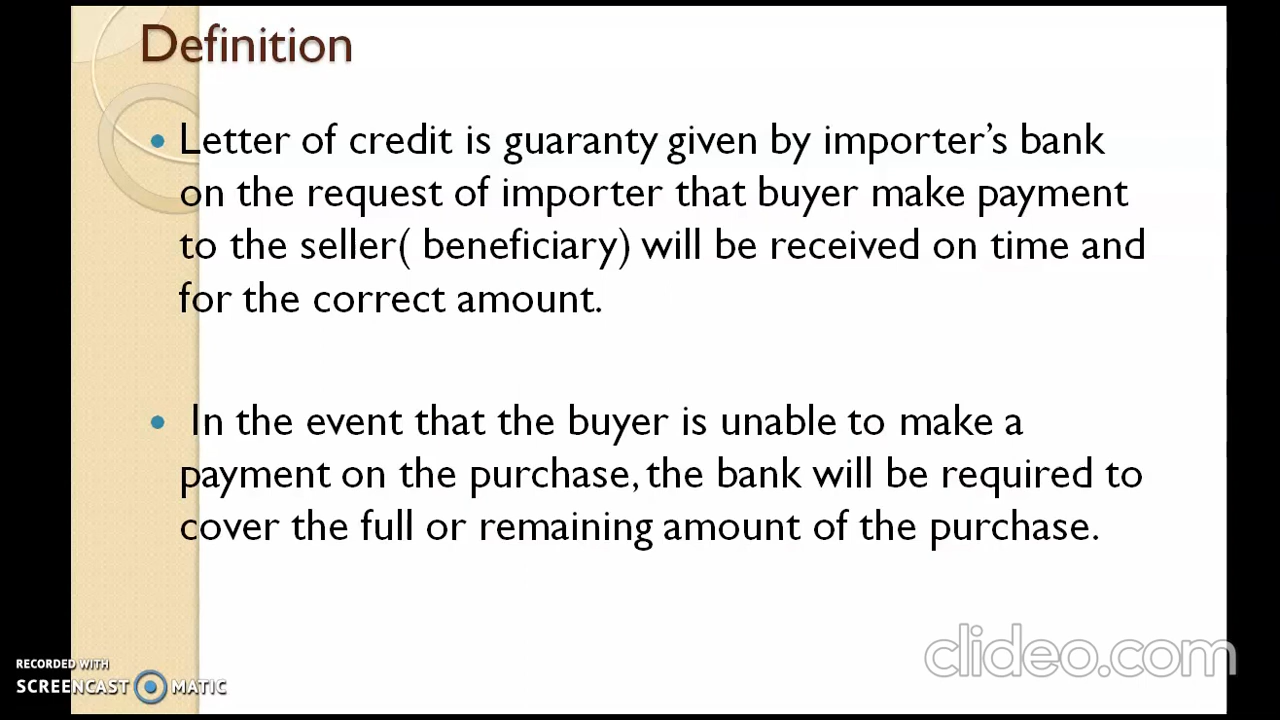 Definition
Letter of credit is guaranty given by importer's bank
on the request of importer that buyer make payment
to the seller( beneficiary) will be received on time and
for the correct amount.
In the event that the buyer is unable to make a
payment on the purchase, the bank will be required to
cover the full or remaining amount of the purchase.
clideo.com
RECORDED WITH
SCREENCAST MATIC